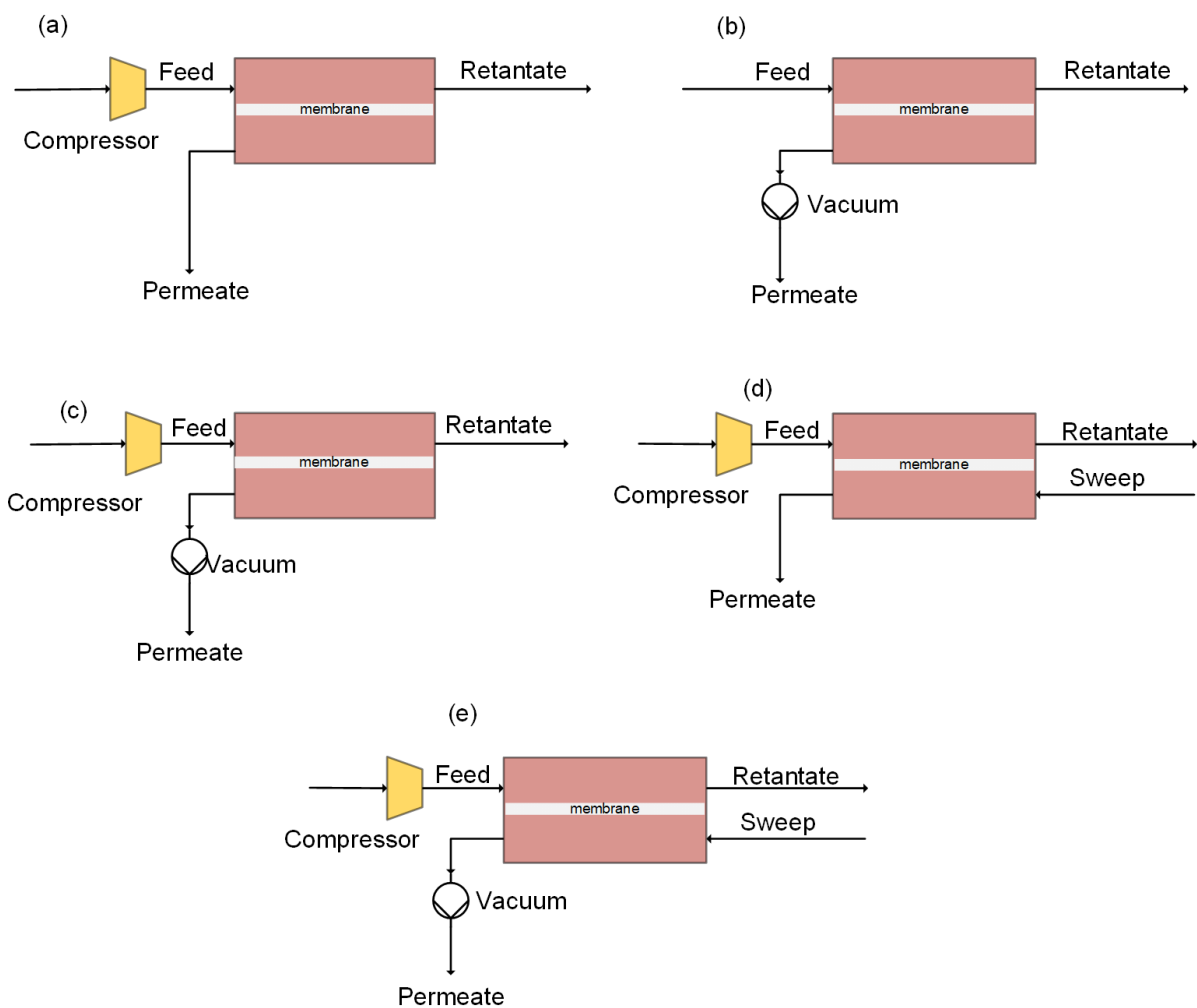 (a)
Feed
Retantate
membrane
Compressor
Permeate
(b)
Feed
Retantate
membrane
Vacuum
Permeate
(c)
Feed
Retantate
membrane
Compressor
Vacuum
Permeate
(d)
Feed
Retantate
membrane
Sweep
Compressor
Permeate
(e)
Feed
Retantate
membrane
Sweep
Compressor
Vacuum
Permeate